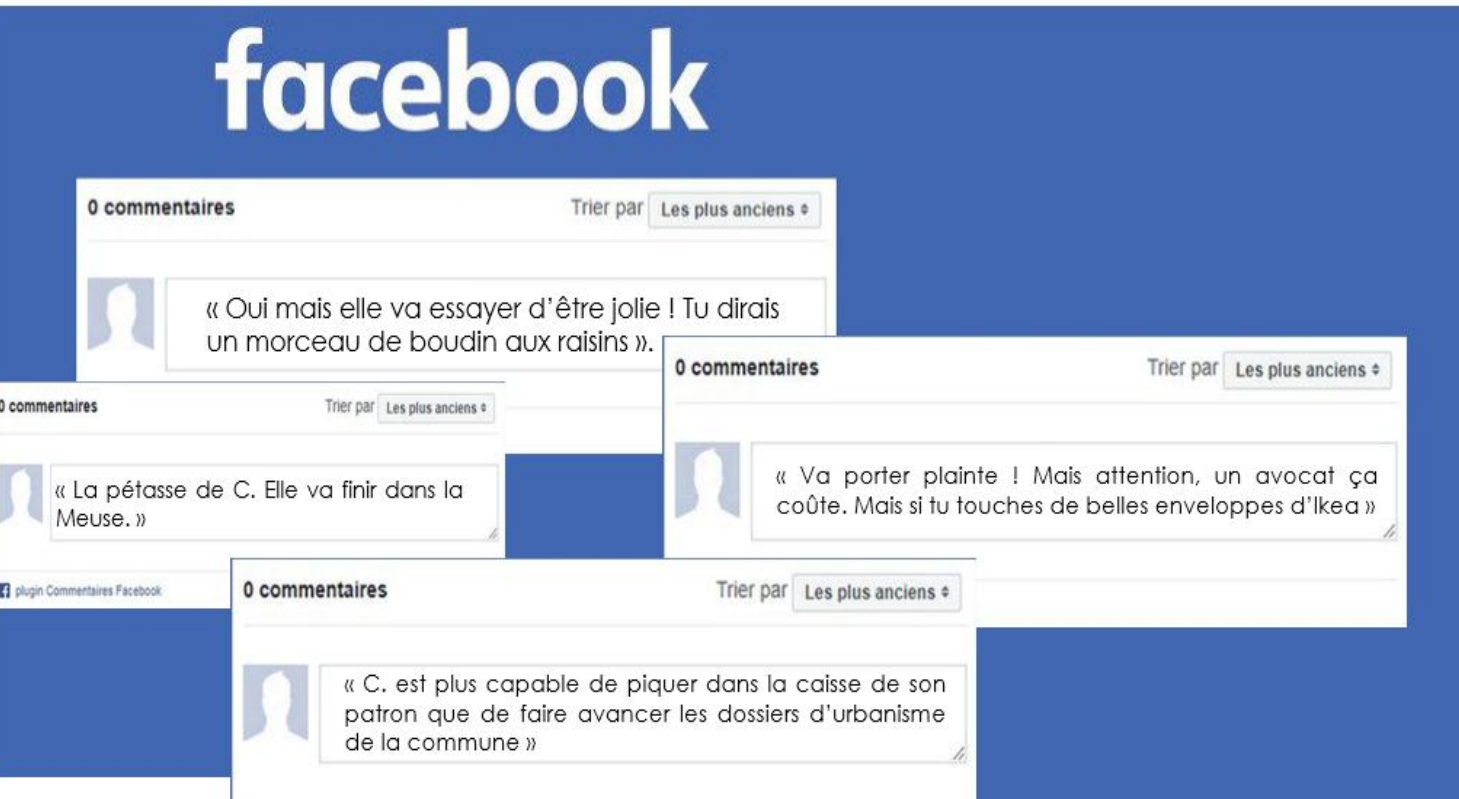 facebook
0 commentaires
Trier par Les plus anciens
« Oui mais elle va essayer d'être jolie ! Tu dirais
un morceau de boudin aux raisins ».
0 commentaires
Trier par Les plus anciens
« Va porter plainte ! Mais attention, un avocat ça
coûte. Mais si tu touches de belles enveloppes d'Ikea »
0 commentaires
Trier par Les plus anciens
« La pétasse de C. Elle va finir dans la
Meuse. »
plugin Commentaires Facebook
0 commentaires
Trier par Les plus anciens
« C. est plus capable de piquer dans la caisse de son
patron que de faire avancer les dossiers d'urbanisme
de la commune »